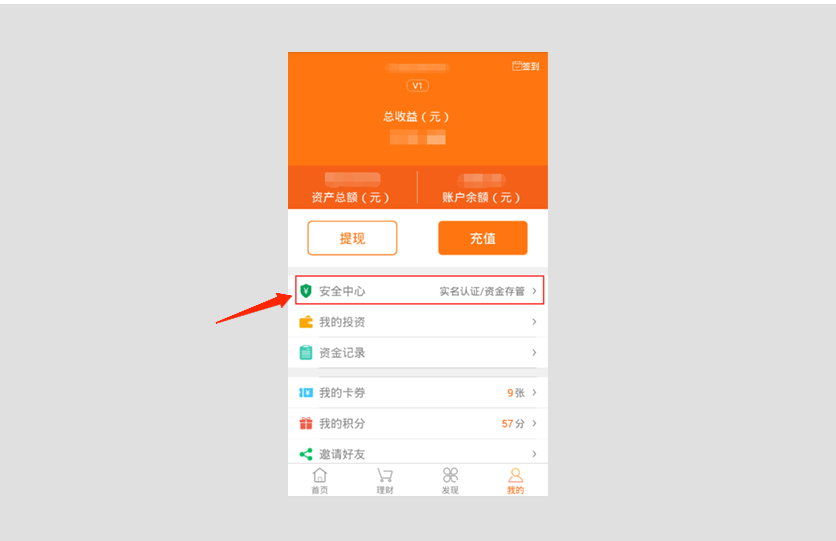 签到
V1
总收益（元）
资产总额（元） 账户余额（元）
提现 充值
安全中心 实名认证/资金存管
我的投资
资金记录
我的卡券 9张
我的积分 57分
邀请好友
首页 理财 发现 我的